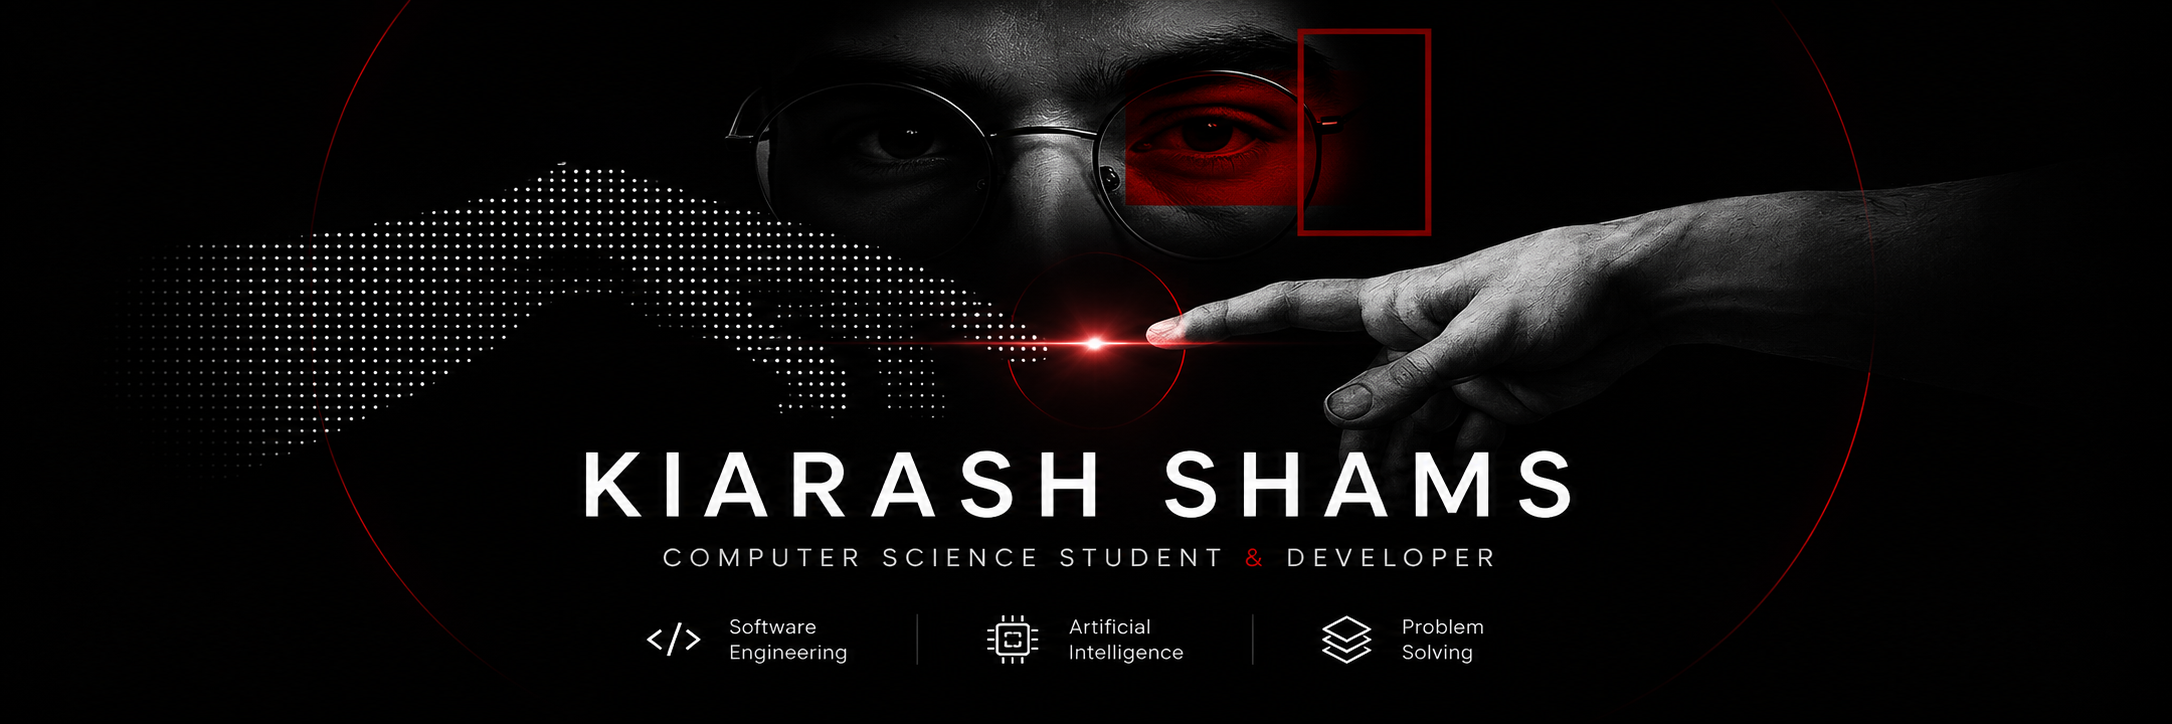 KIARASH SHAMS
COMPUTER SCIENCE STUDENT & DEVELOPER
Software
Engineering
Artificial
Intelligence
Problem
Solving